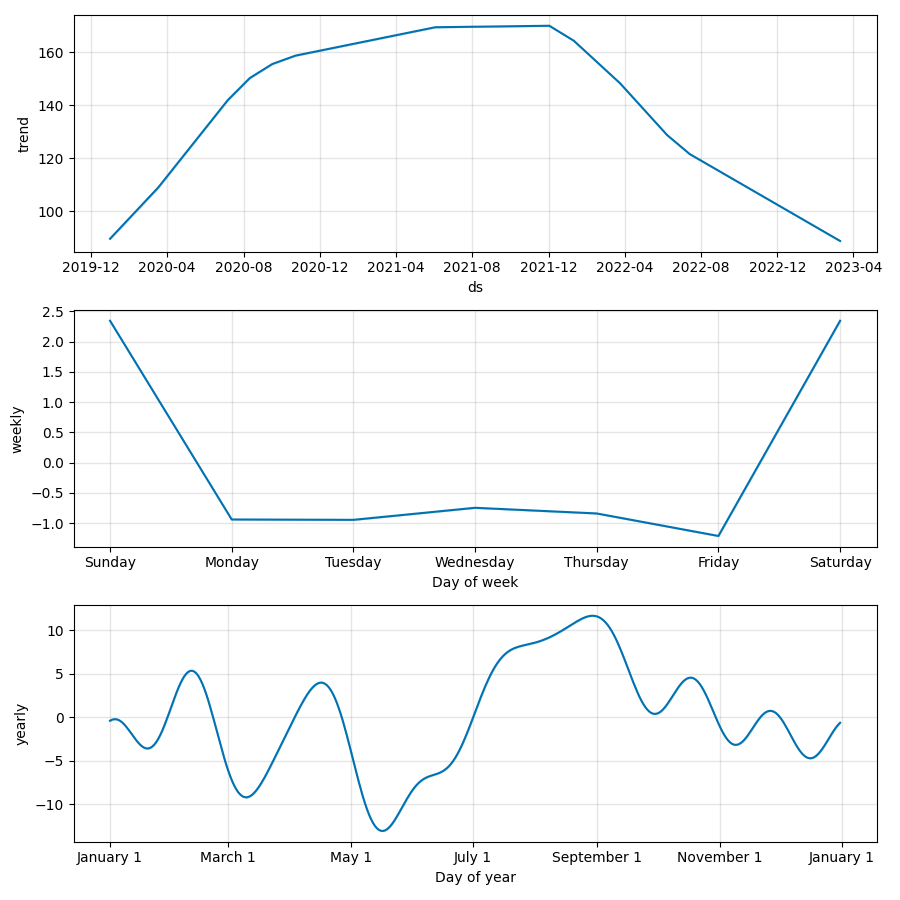 160
140
120
100
trend
2019-12 2020-04 2020-08 2020-12 2021-04 2021-08 2021-12 2022-04 2022-08 2022-12 2023-04
ds
2.5
2.0
1.5
1.0
0.5
0.0
−0.5
−1.0
weekly
Sunday Monday Tuesday Wednesday Thursday Friday Saturday
Day of week
10
5
0
−5
−10
yearly
January 1 March 1 May 1 July 1 September 1 November 1 January 1
Day of year